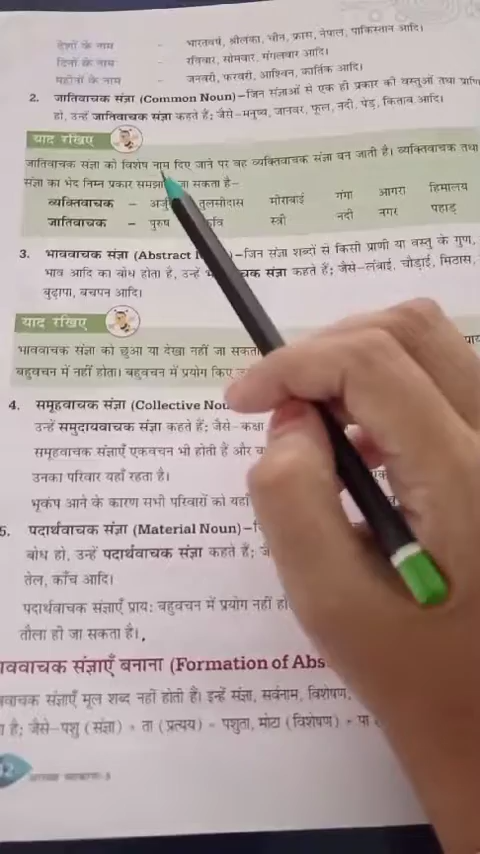 देशों के नाम - भारतवर्ष, श्रीलंका, चीन, फ्रांस, नेपाल, पाकिस्तान आदि।
दिनों के नाम - रविवार, सोमवार, मंगलवार आदि।
महीनों के नाम - जनवरी, फरवरी, आश्विन, कार्तिक आदि।
2. जातिवाचक संज्ञा (Common Noun)–जिन संज्ञाओं से एक ही प्रकार की वस्तुओं तथा
हो, उन्हें जातिवाचक संज्ञा कहते हैं; जैसे–मनुष्य, जानवर, फूल, नदी, पेड़, किताब आदि।
याद रखिए
जातिवाचक संज्ञा को विशेष नाम दिए जाने पर वह व्यक्तिवाचक संज्ञा बन जाती है। व्यक्तिवाचक तथा
संज्ञा का भेद निम्न प्रकार समझाया जा सकता है–
व्यक्तिवाचक – तुलसीदास मीराबाई गंगा आगरा हिमालय
जातिवाचक – पुरुष कवि स्त्री नदी नगर पहाड़
3. भाववाचक संज्ञा (Abstract –जिन संज्ञा शब्दों से किसी प्राणी या वस्तु के गुण,
भाव आदि का बोध होता है, उन्हें संज्ञा कहते हैं; जैसे–लंबाई, चौड़ाई, मिठास,
बुढ़ापा, बचपन आदि।
याद रखिए
भाववाचक संज्ञा को छुआ या देखा नहीं जा
बहुवचन में नहीं होता। बहुवचन में प्रयोग
4. समूहवाचक संज्ञा (Collective
उन्हें समुदायवाचक संज्ञा कहते हैं; जैसे–कक्षा
समूहवाचक संज्ञाएँ एकवचन भी होती हैं और
उनका परिवार यहाँ रहता है।
भूकंप आने के कारण सभी परिवारों को यहाँ
5. पदार्थवाचक संज्ञा (Material Noun)–
बोध हो, उन्हें पदार्थवाचक संज्ञा कहते हैं;
तेल, काँच आदि।
पदार्थवाचक संज्ञाएँ प्राय: बहुवचन में प्रयोग नहीं
तौला ही जा सकता है।
संज्ञाएँ बनाना (Formation of
संज्ञाएँ मूल शब्द नहीं होती हैं। इन्हें संज्ञा, सर्वनाम, विशेषण,
है; जैसे–पशु (संज्ञा) + ता (प्रत्यय) = पशुता, मोटा (विशेषण) + पा